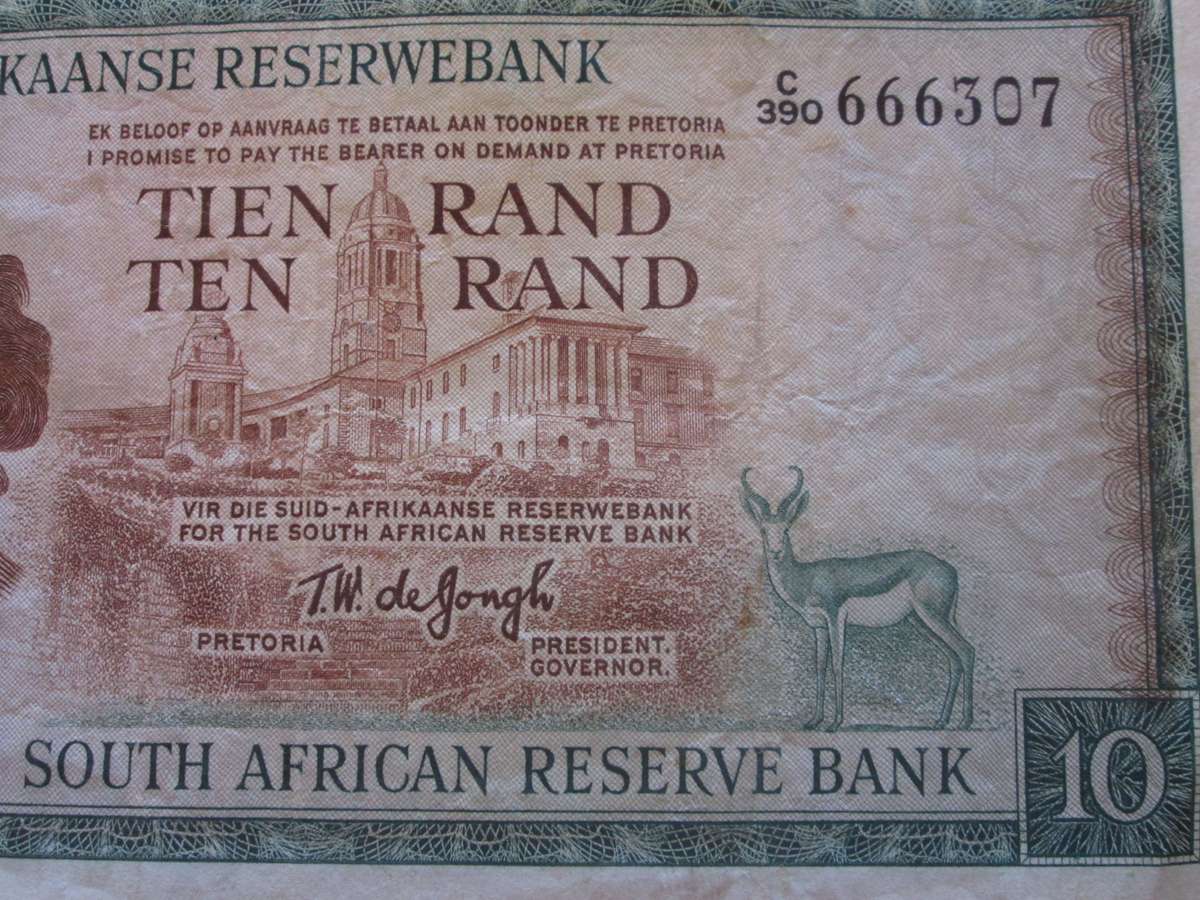 KAANSE RESERWEBANK
C/390 666307
EK BELOOF OP AANVRAAG TE BETAAL AAN TOONDER TE PRETORIA
I PROMISE TO PAY THE BEARER ON DEMAND AT PRETORIA
TIEN RAND
TEN RAND
VIR DIE SUID-AFRIKAANSE RESERWEBANK
FOR THE SOUTH AFRICAN RESERVE BANK
T.W. de Jongh
PRETORIA
PRESIDENT.
GOVERNOR.
SOUTH AFRICAN RESERVE BANK
10